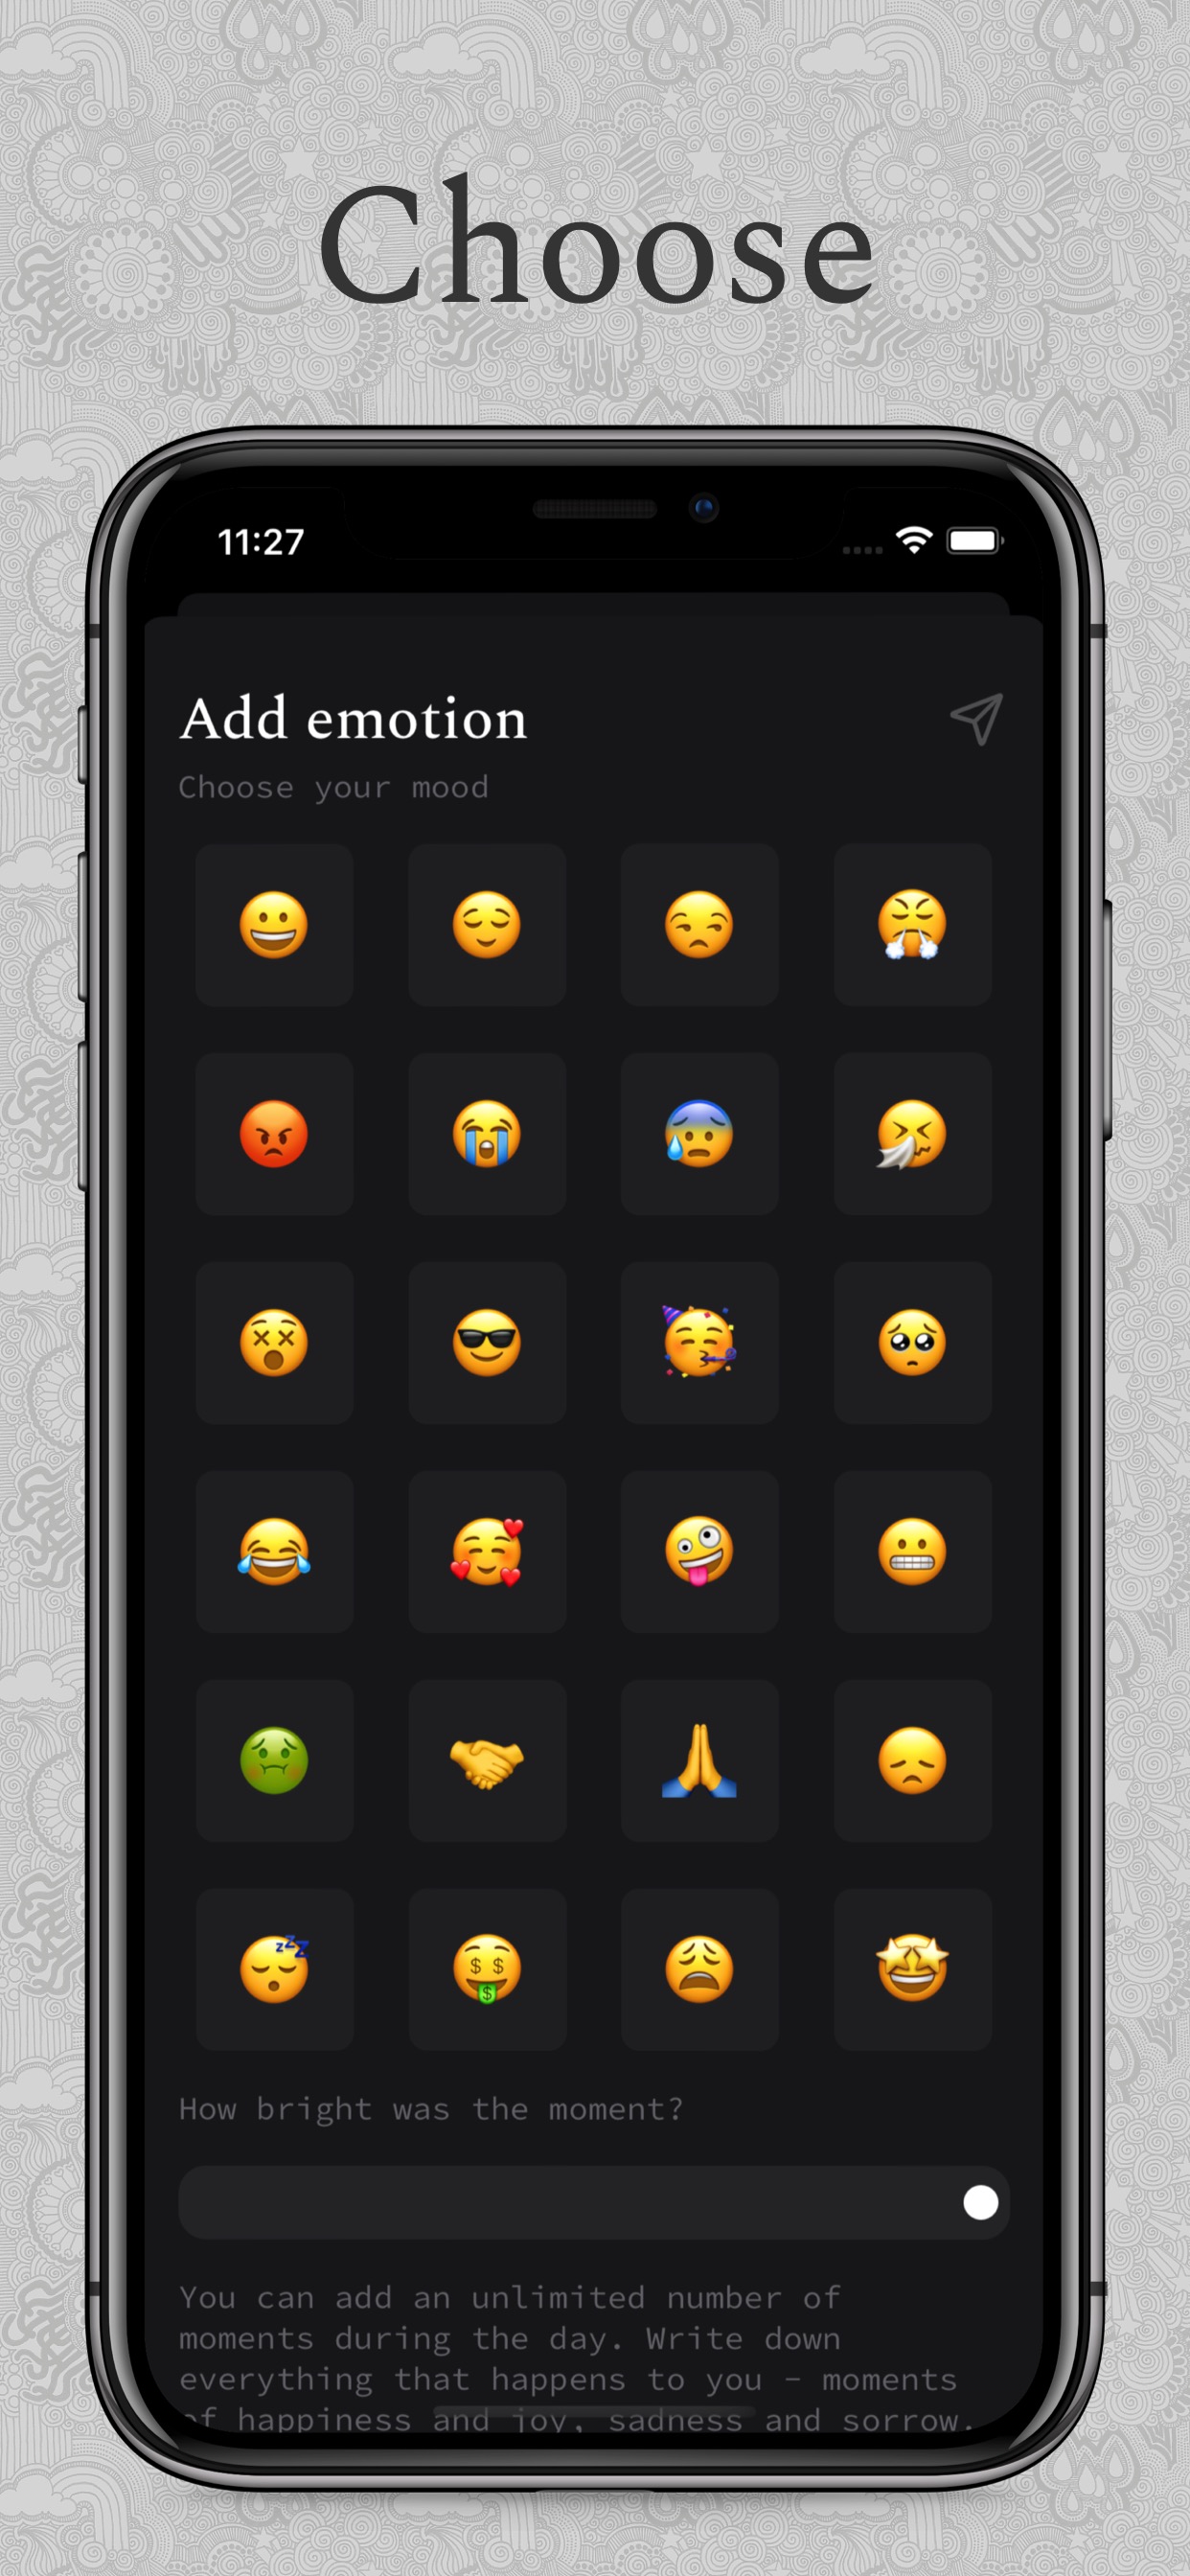 Choose
11:27
Add emotion
Choose your mood
How bright was the moment?
You can add an unlimited number of
moments during the day. Write down
everything that happens to you – moments
of happiness and joy, sadness and sorrow.